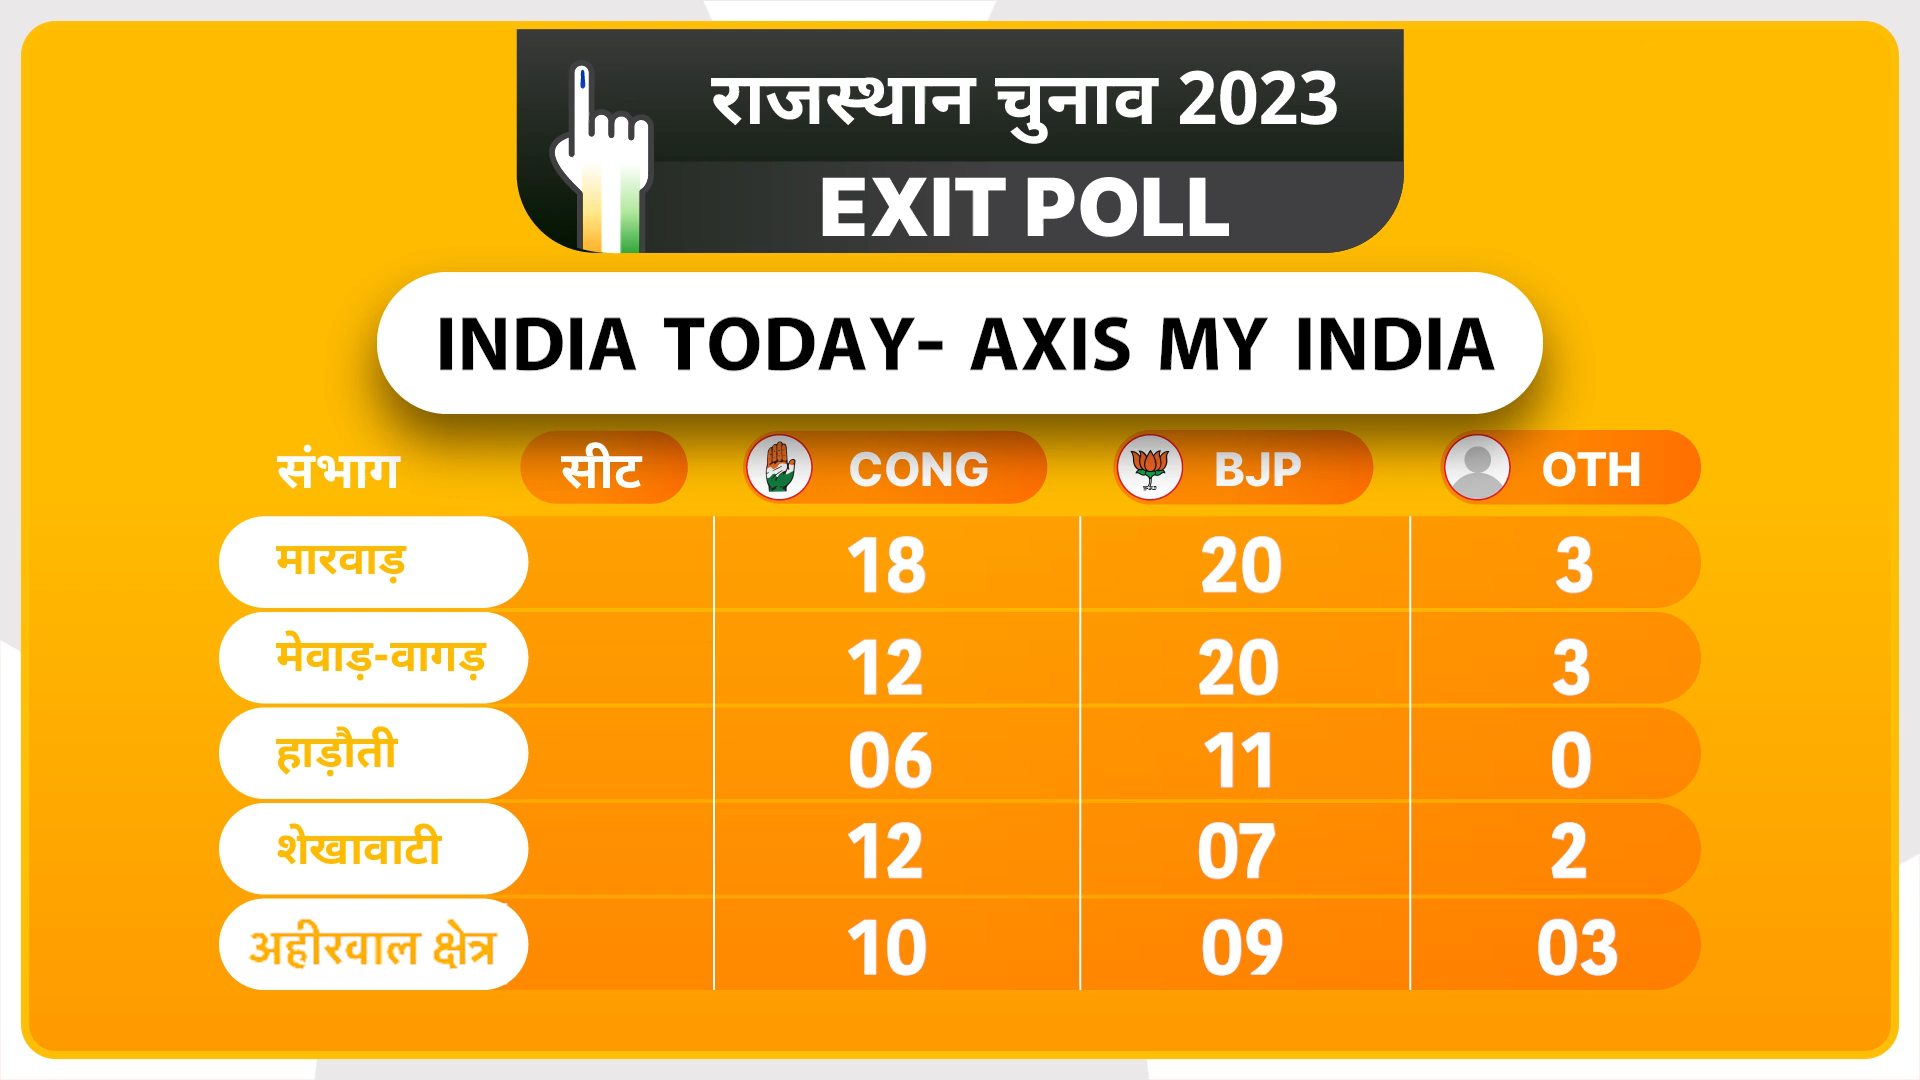 राजस्थान चुनाव 2023
EXIT POLL
INDIA TODAY- AXIS MY INDIA
संभाग सीट CONG BJP OTH
मारवाड़ 18 20 3
मेवाड़-वागड़ 12 20 3
हाड़ौती 06 11 0
शेखावाटी 12 07 2
अहीरवाल क्षेत्र 10 09 03